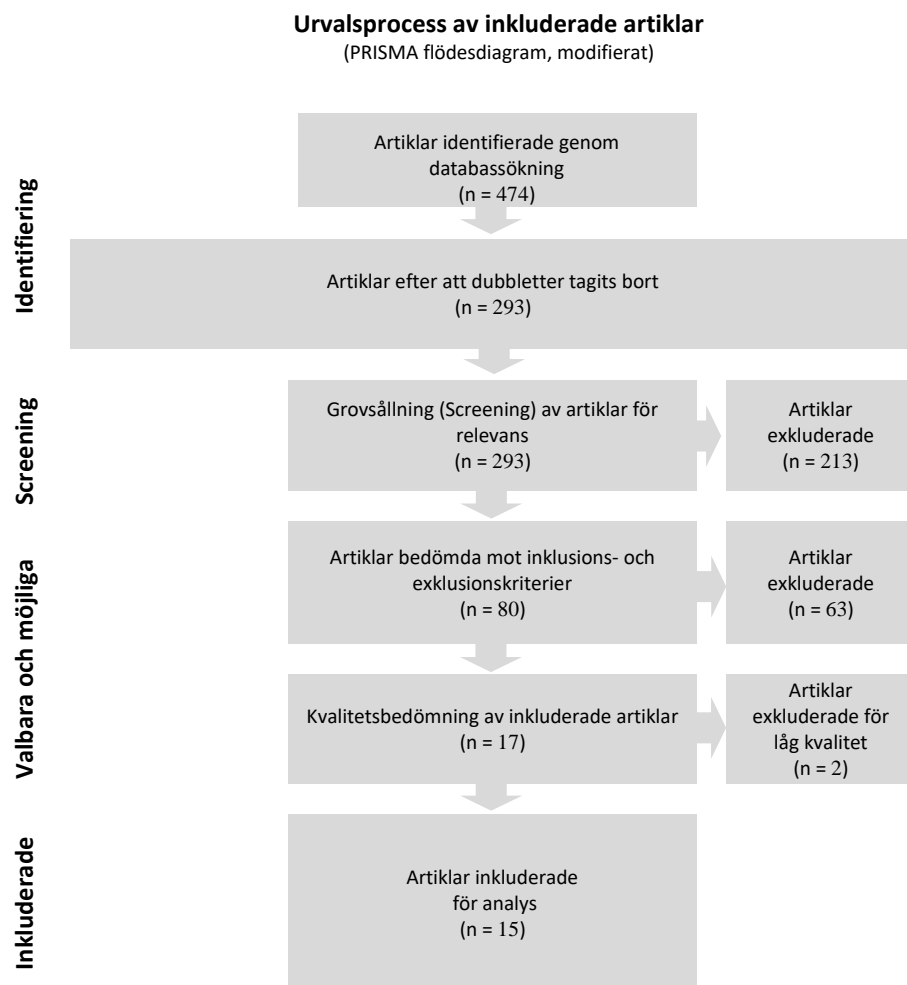 Urvalsprocess av inkluderade artiklar
(PRISMA flödesdiagram, modifierat)
Identifiering
Artiklar identifierade genom
databassökning
(n = 474)
Artiklar efter att dubbletter tagits bort
(n = 293)
Screening
Grovsållning (Screening) av artiklar för
relevans
(n = 293)
Artiklar
exkluderade
(n = 213)
Valbara och möjliga
Artiklar bedömda mot inklusions- och
exklusionskriterier
(n = 80)
Artiklar
exkluderade
(n = 63)
Kvalitetsbedömning av inkluderade artiklar
(n = 17)
Artiklar
exkluderade för
låg kvalitet
(n = 2)
Inkluderade
Artiklar inkluderade
för analys
(n = 15)